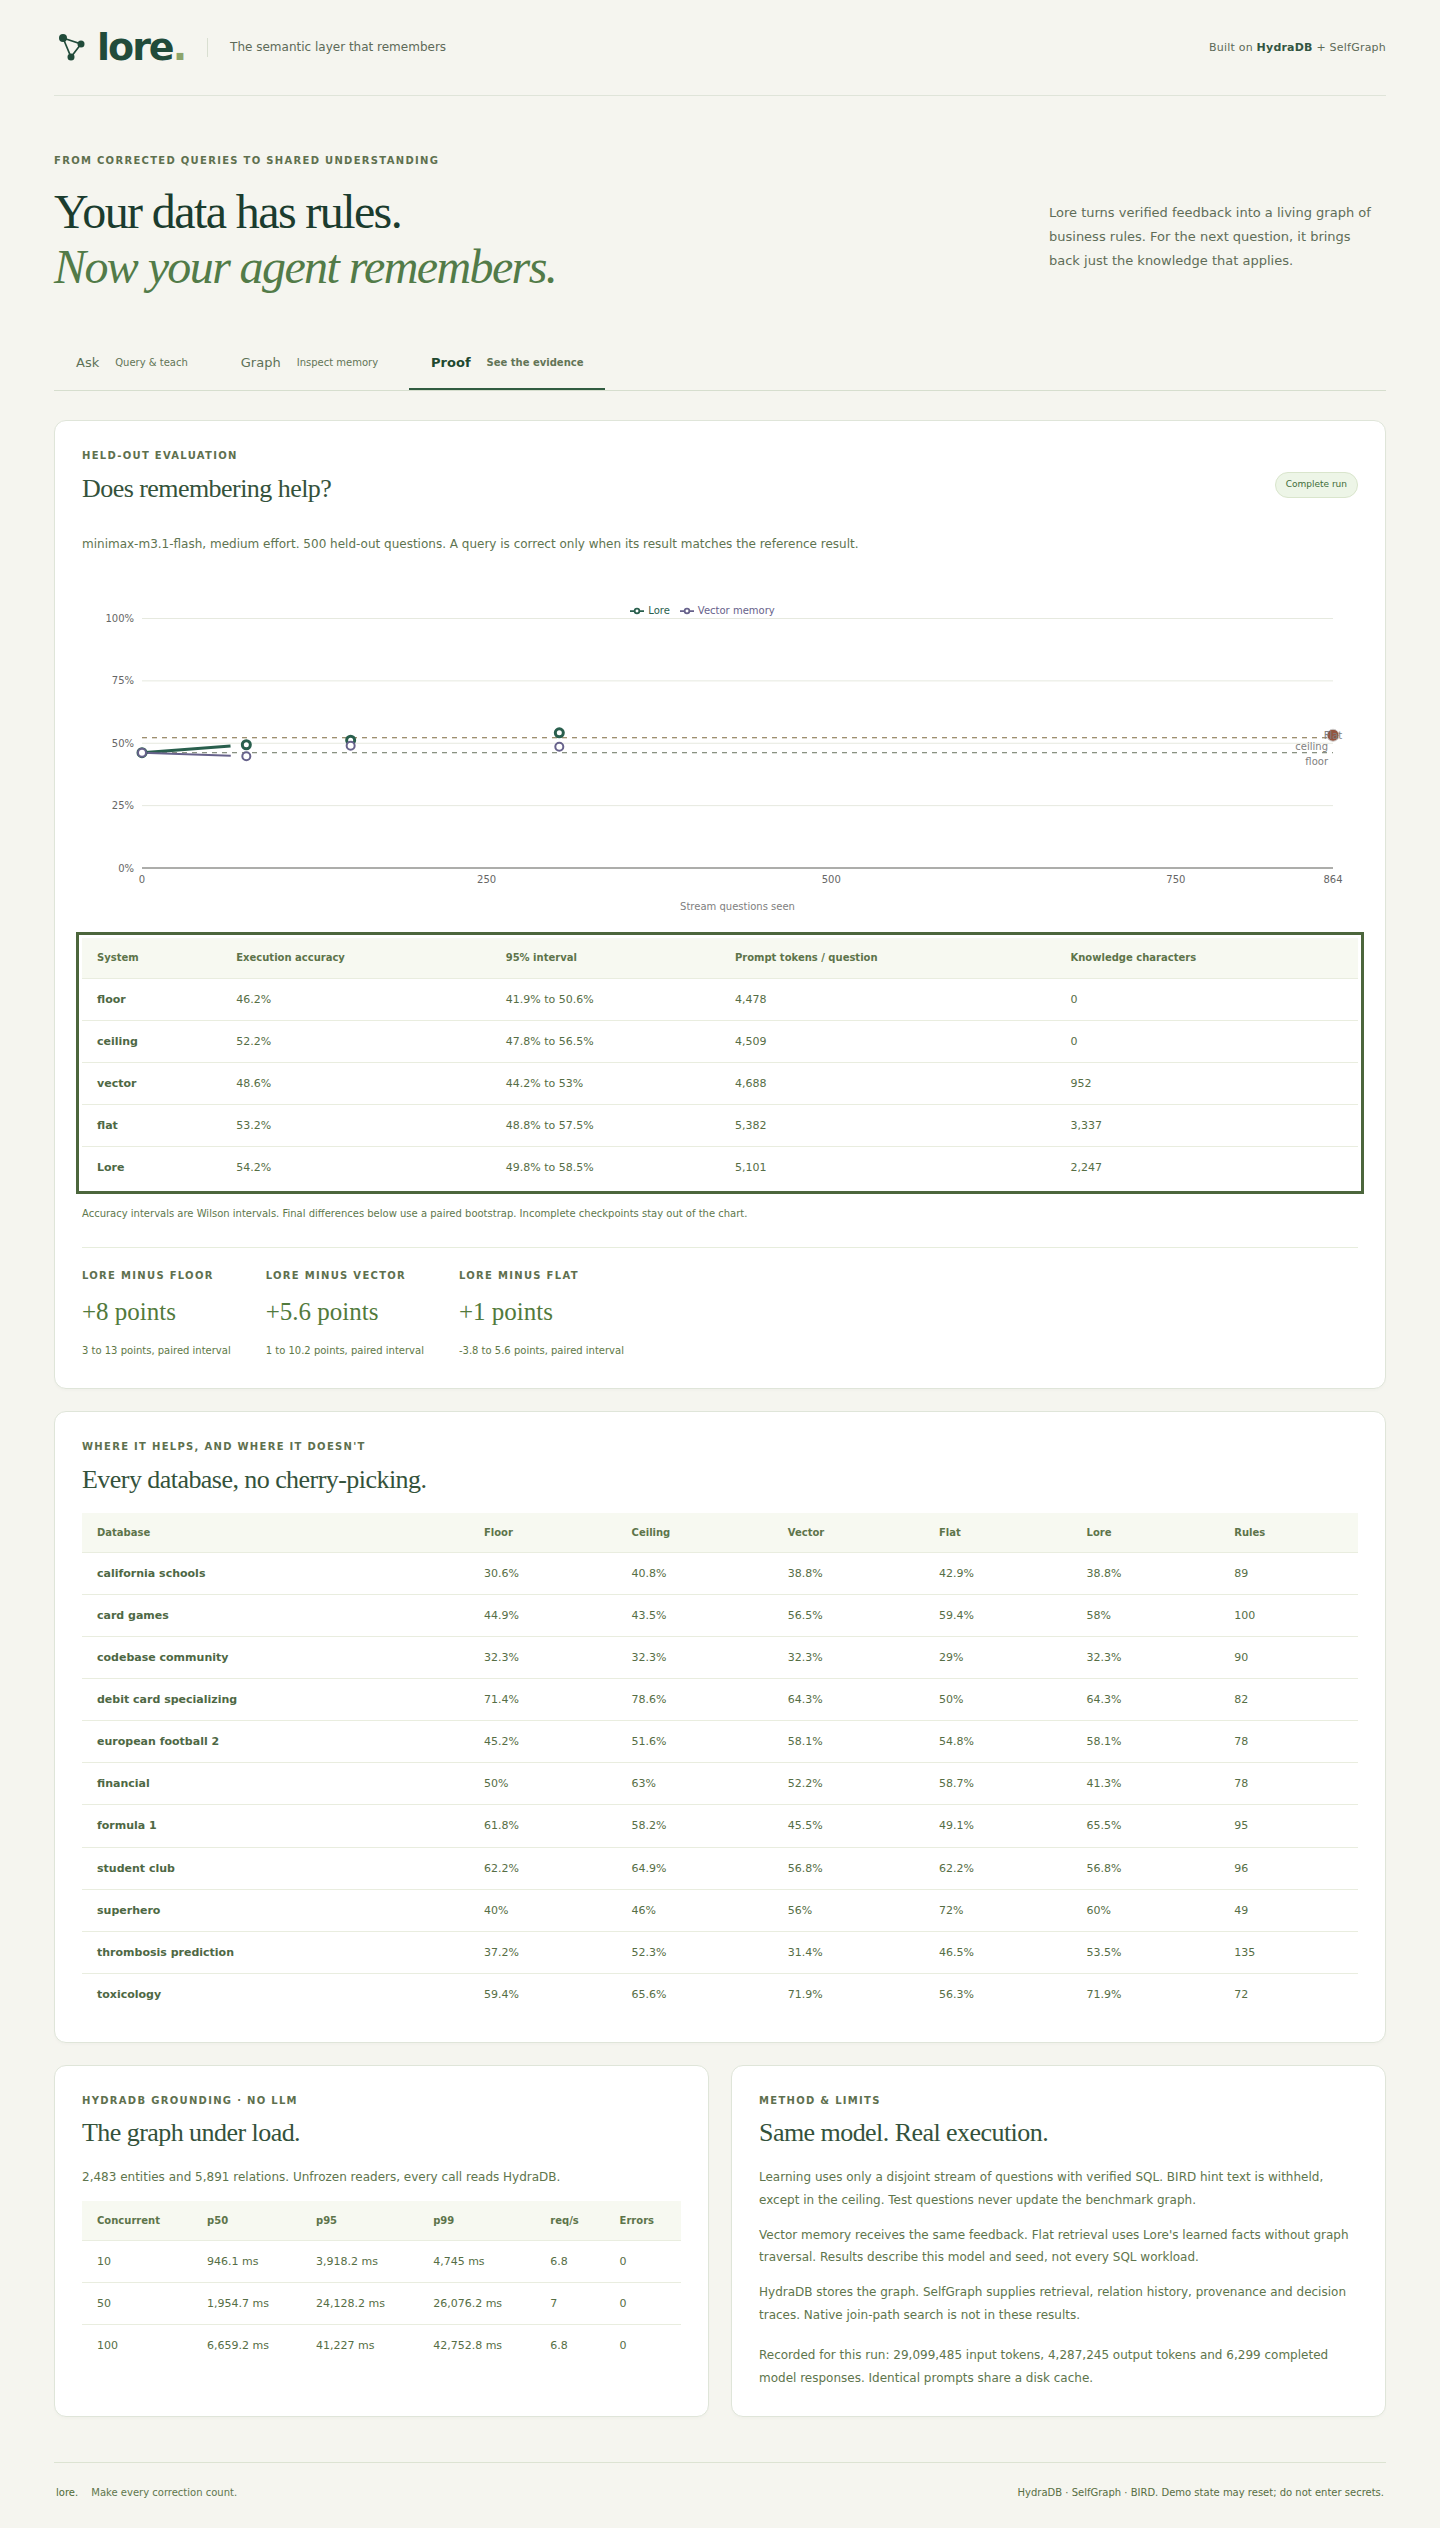 lore.
The semantic layer that remembers
Built on HydraDB + SelfGraph
FROM CORRECTED QUERIES TO SHARED UNDERSTANDING
Your data has rules.
Now your agent remembers.
Lore turns verified feedback into a living graph of
business rules. For the next question, it brings
back just the knowledge that applies.
Ask Query & teach
Graph Inspect memory
Proof See the evidence
HELD-OUT EVALUATION
Does remembering help?
Complete run
minimax-m3.1-flash, medium effort. 500 held-out questions. A query is correct only when its result matches the reference result.
Lore Vector memory
100%
75%
50%
25%
0%
ceiling
floor
0 250 500 750 864
Stream questions seen
System Execution accuracy 95% interval Prompt tokens / question Knowledge characters
floor 46.2% 41.9% to 50.6% 4,478 0
ceiling 52.2% 47.8% to 56.5% 4,509 0
vector 48.6% 44.2% to 53% 4,688 952
flat 53.2% 48.8% to 57.5% 5,382 3,337
Lore 54.2% 49.8% to 58.5% 5,101 2,247
Accuracy intervals are Wilson intervals. Final differences below use a paired bootstrap. Incomplete checkpoints stay out of the chart.
LORE MINUS FLOOR
+8 points
3 to 13 points, paired interval
LORE MINUS VECTOR
+5.6 points
1 to 10.2 points, paired interval
LORE MINUS FLAT
+1 points
-3.8 to 5.6 points, paired interval
WHERE IT HELPS, AND WHERE IT DOESN'T
Every database, no cherry-picking.
Database Floor Ceiling Vector Flat Lore Rules
california schools 30.6% 40.8% 38.8% 42.9% 38.8% 89
card games 44.9% 43.5% 56.5% 59.4% 58% 100
codebase community 32.3% 32.3% 32.3% 29% 32.3% 90
debit card specializing 71.4% 78.6% 64.3% 50% 64.3% 82
european football 2 45.2% 51.6% 58.1% 54.8% 58.1% 78
financial 50% 63% 52.2% 58.7% 41.3% 78
formula 1 61.8% 58.2% 45.5% 49.1% 65.5% 95
student club 62.2% 64.9% 56.8% 62.2% 56.8% 96
superhero 40% 46% 56% 72% 60% 49
thrombosis prediction 37.2% 52.3% 31.4% 46.5% 53.5% 135
toxicology 59.4% 65.6% 71.9% 56.3% 71.9% 72
HYDRADB GROUNDING · NO LLM
The graph under load.
2,483 entities and 5,891 relations. Unfrozen readers, every call reads HydraDB.
Concurrent p50 p95 p99 req/s Errors
10 946.1 ms 3,918.2 ms 4,745 ms 6.8 0
50 1,954.7 ms 24,128.2 ms 26,076.2 ms 7 0
100 6,659.2 ms 41,227 ms 42,752.8 ms 6.8 0
METHOD & LIMITS
Same model. Real execution.
Learning uses only a disjoint stream of questions with verified SQL. BIRD hint text is withheld,
except in the ceiling. Test questions never update the benchmark graph.
Vector memory receives the same feedback. Flat retrieval uses Lore's learned facts without graph
traversal. Results describe this model and seed, not every SQL workload.
HydraDB stores the graph. SelfGraph supplies retrieval, relation history, provenance and decision
traces. Native join-path search is not in these results.
Recorded for this run: 29,099,485 input tokens, 4,287,245 output tokens and 6,299 completed
model responses. Identical prompts share a disk cache.
lore. Make every correction count.
HydraDB · SelfGraph · BIRD. Demo state may reset; do not enter secrets.